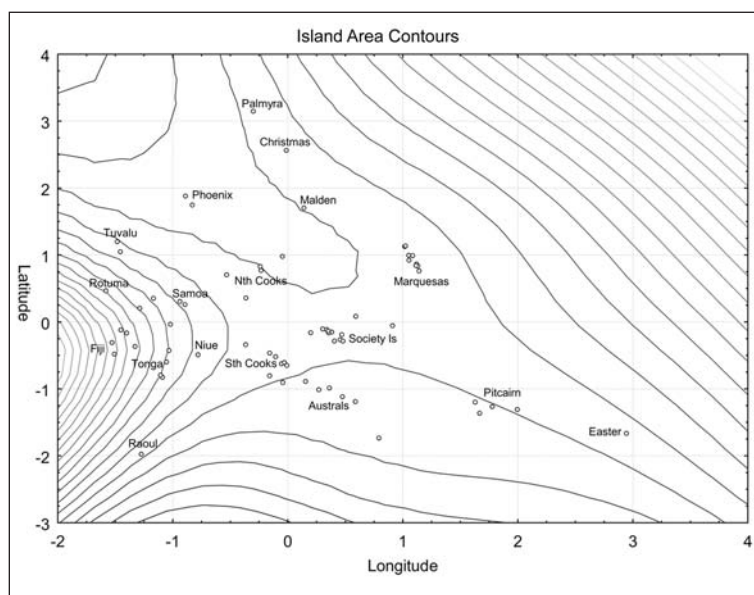 Island Area Contours
4
Palmyra
3
Christmas
2
Phoenix
Malden
Tuvalu
1
Nth Cooks
Marquesas
Rotuma
Samoa
Latitude
0
Society Is
Fiji
Niue
Tonga
Sth Cooks
-1
Pitcairn
Australs
Easter
Raoul
-2
-3
-2
-1
0
1
2
3
4
Longitude